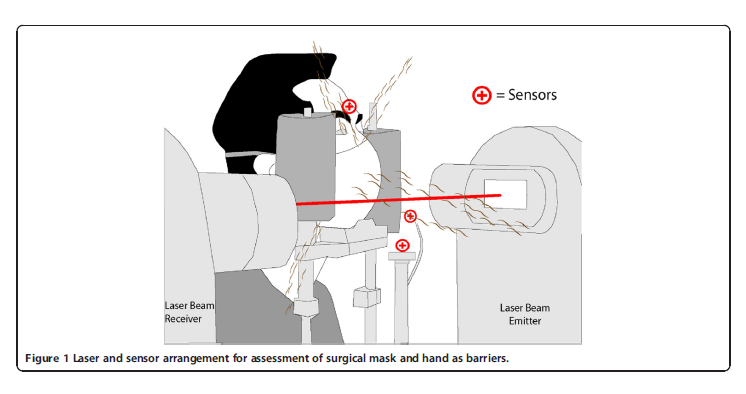 = Sensors
Laser Beam
Receiver
Laser Beam
Emitter
Figure 1 Laser and sensor arrangement for assessment of surgical mask and hand as barriers.